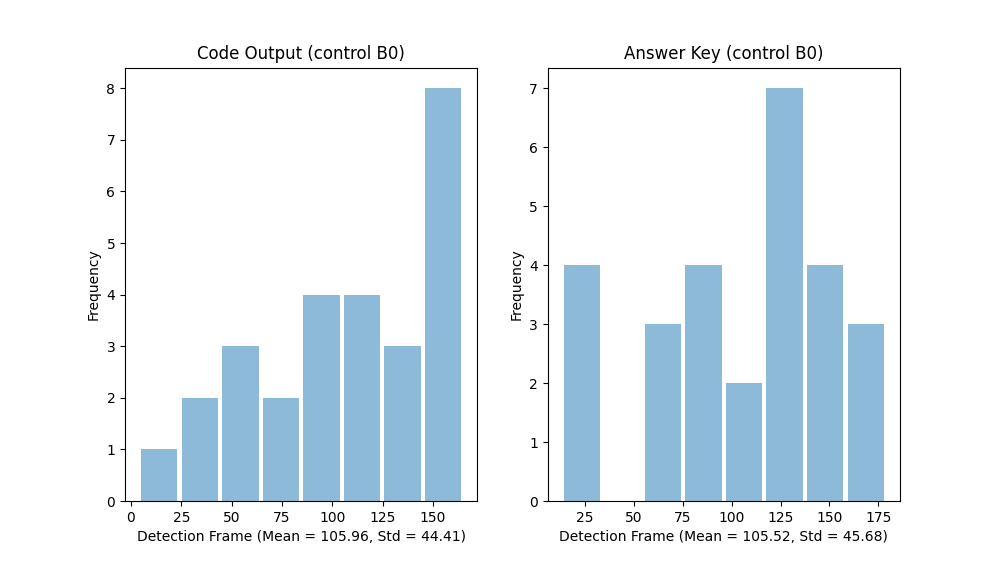 Code Output (control B0)
8
7
6
5
4
3
2
1
0
Frequency
0 25 50 75 100 125 150
Detection Frame (Mean = 105.96, Std = 44.41)
Answer Key (control B0)
7
6
5
4
3
2
1
0
Frequency
25 50 75 100 125 150 175
Detection Frame (Mean = 105.52, Std = 45.68)